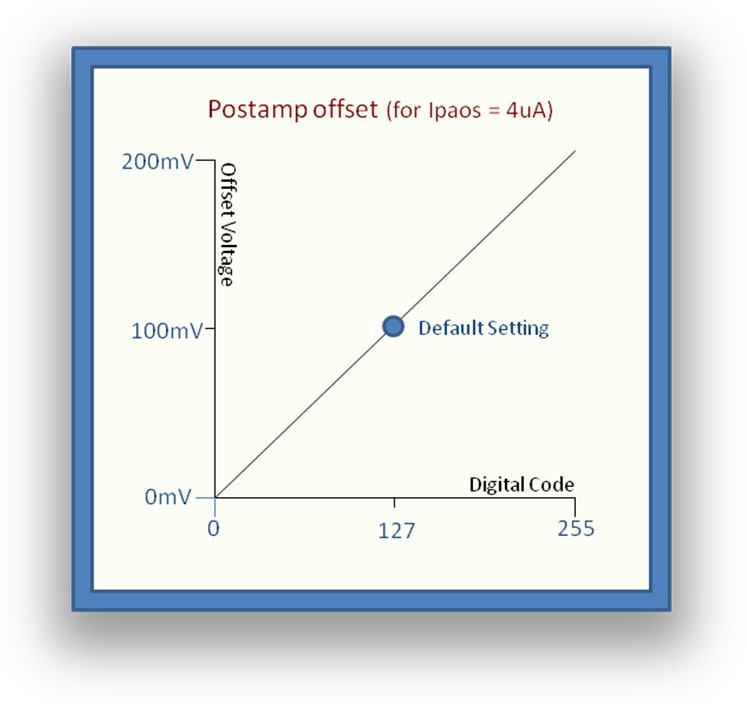 Postamp offset (for Ipaos = 4uA)
200mV
Offset Voltage
100mV
Default Setting
0mV
Digital Code
0
127
255